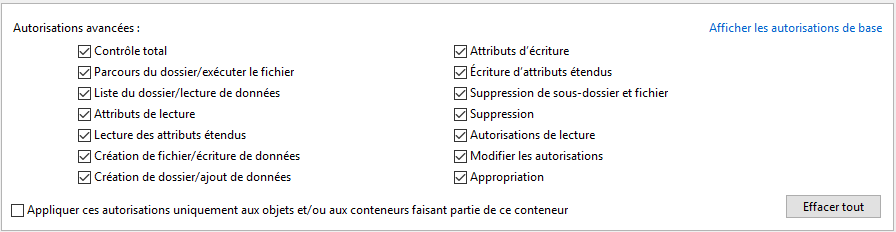 Autorisations avancées :
Afficher les autorisations de base
Contrôle total
Parcours du dossier/exécuter le fichier
Liste du dossier/lecture de données
Attributs de lecture
Lecture des attributs étendus
Création de fichier/écriture de données
Création de dossier/ajout de données
Attributs d'écriture
Écriture d'attributs étendus
Suppression de sous-dossier et fichier
Suppression
Autorisations de lecture
Modifier les autorisations
Appropriation
Appliquer ces autorisations uniquement aux objets et/ou aux conteneurs faisant partie de ce conteneur
Effacer tout